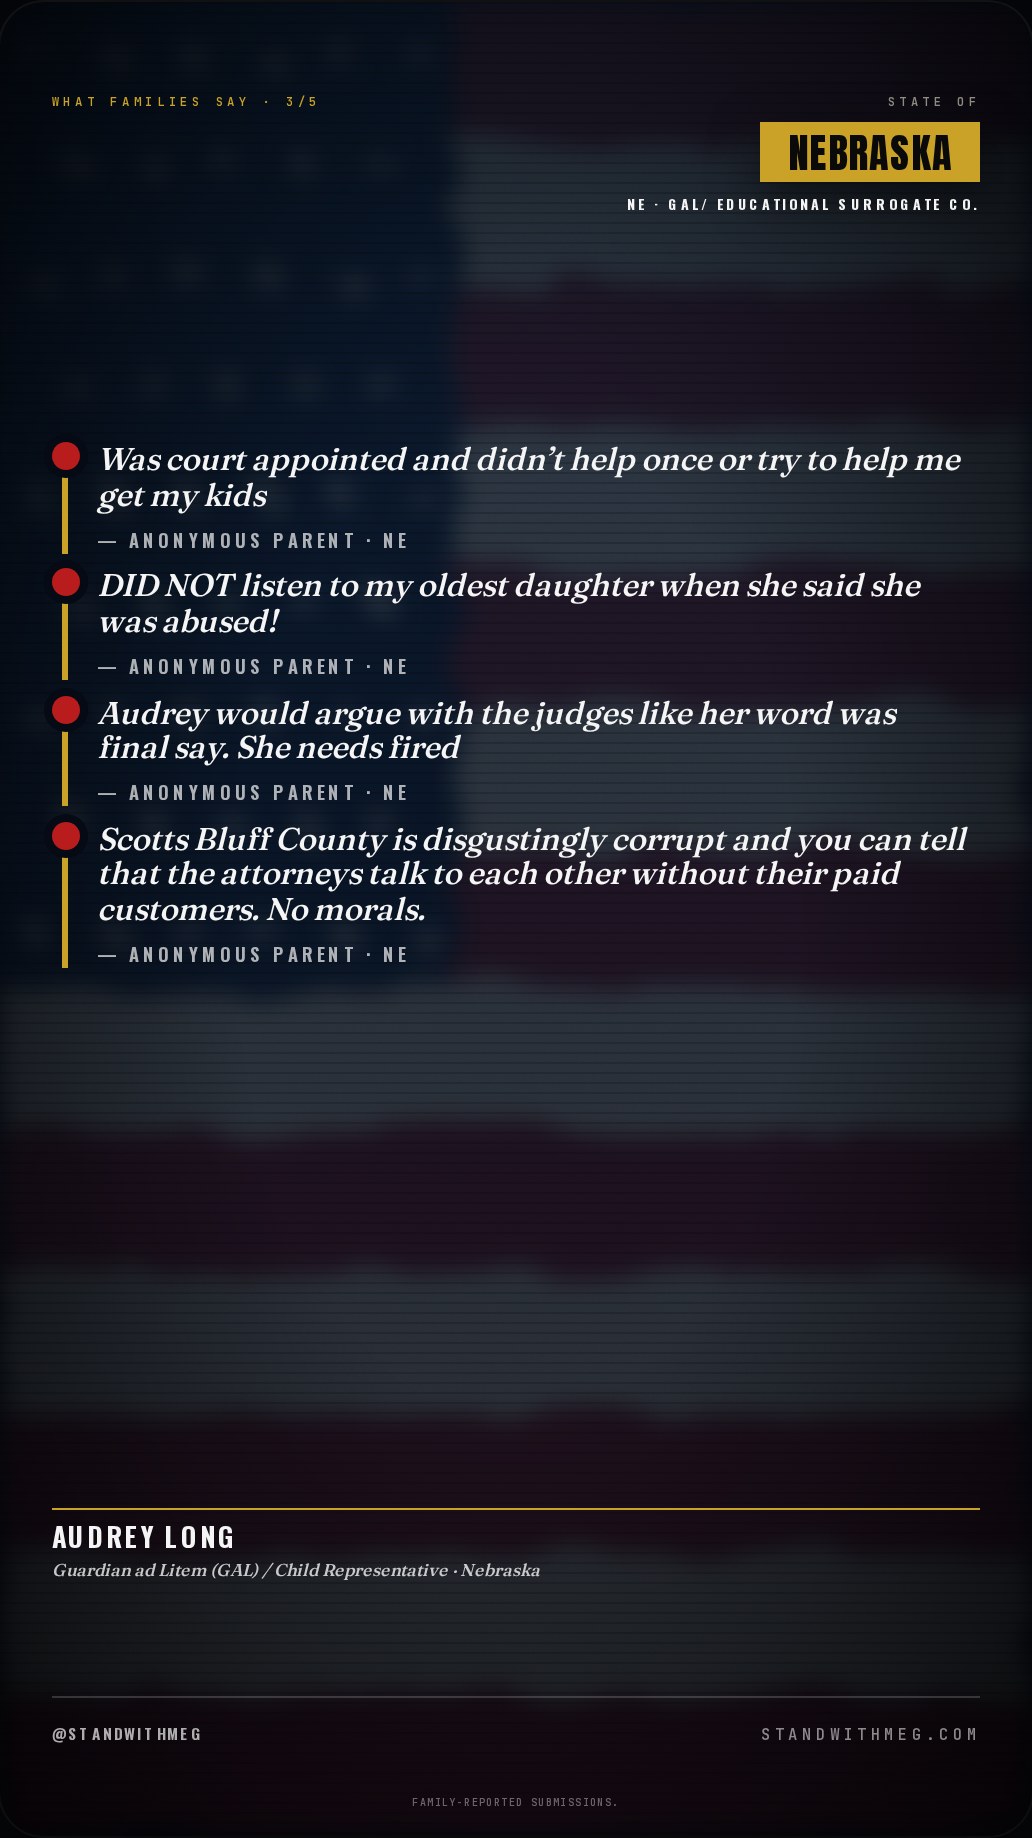 WHAT FAMILIES SAY · 3/5
STATE OF
NEBRASKA
NE · GAL/ EDUCATIONAL SURROGATE CO.
Was court appointed and didn’t help once or try to help me
get my kids
— ANONYMOUS PARENT · NE
DID NOT listen to my oldest daughter when she said she
was abused!
— ANONYMOUS PARENT · NE
Audrey would argue with the judges like her word was
final say. She needs fired
— ANONYMOUS PARENT · NE
Scotts Bluff County is disgustingly corrupt and you can tell
that the attorneys talk to each other without their paid
customers. No morals.
— ANONYMOUS PARENT · NE
AUDREY LONG
Guardian ad Litem (GAL) / Child Representative · Nebraska
@STANDWITHMEG
STANDWITHMEG.COM
FAMILY-REPORTED SUBMISSIONS.